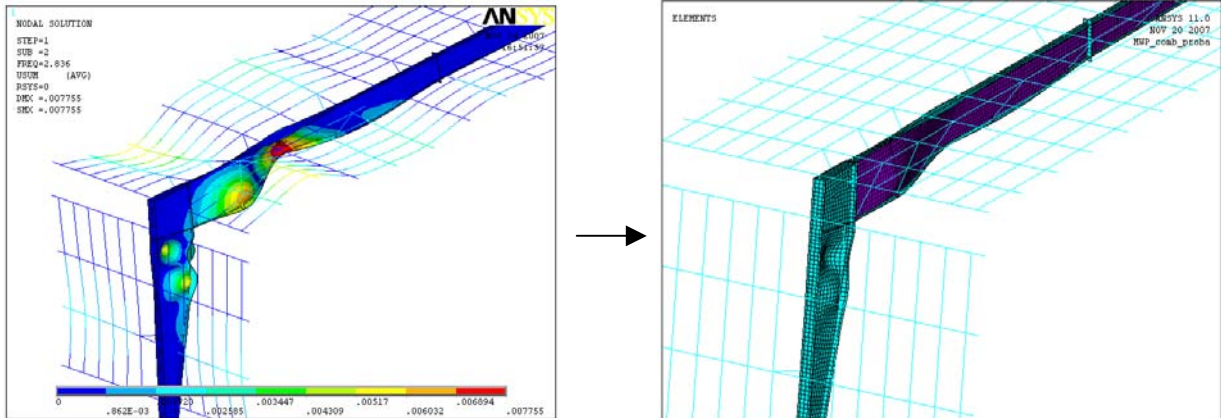 1
NODAL SOLUTION
ANSYS
STEP=1
SUB =2
FREQ=2.836
USUM (AVG)
RSYS=0
DMX =.007755
SMX =.007755
0
.003447
.00517
.006894
.862E-03
.002585
.004309
.006032
.007755
ELEMENTS
ANSYS 11.0
NOV 20 2007